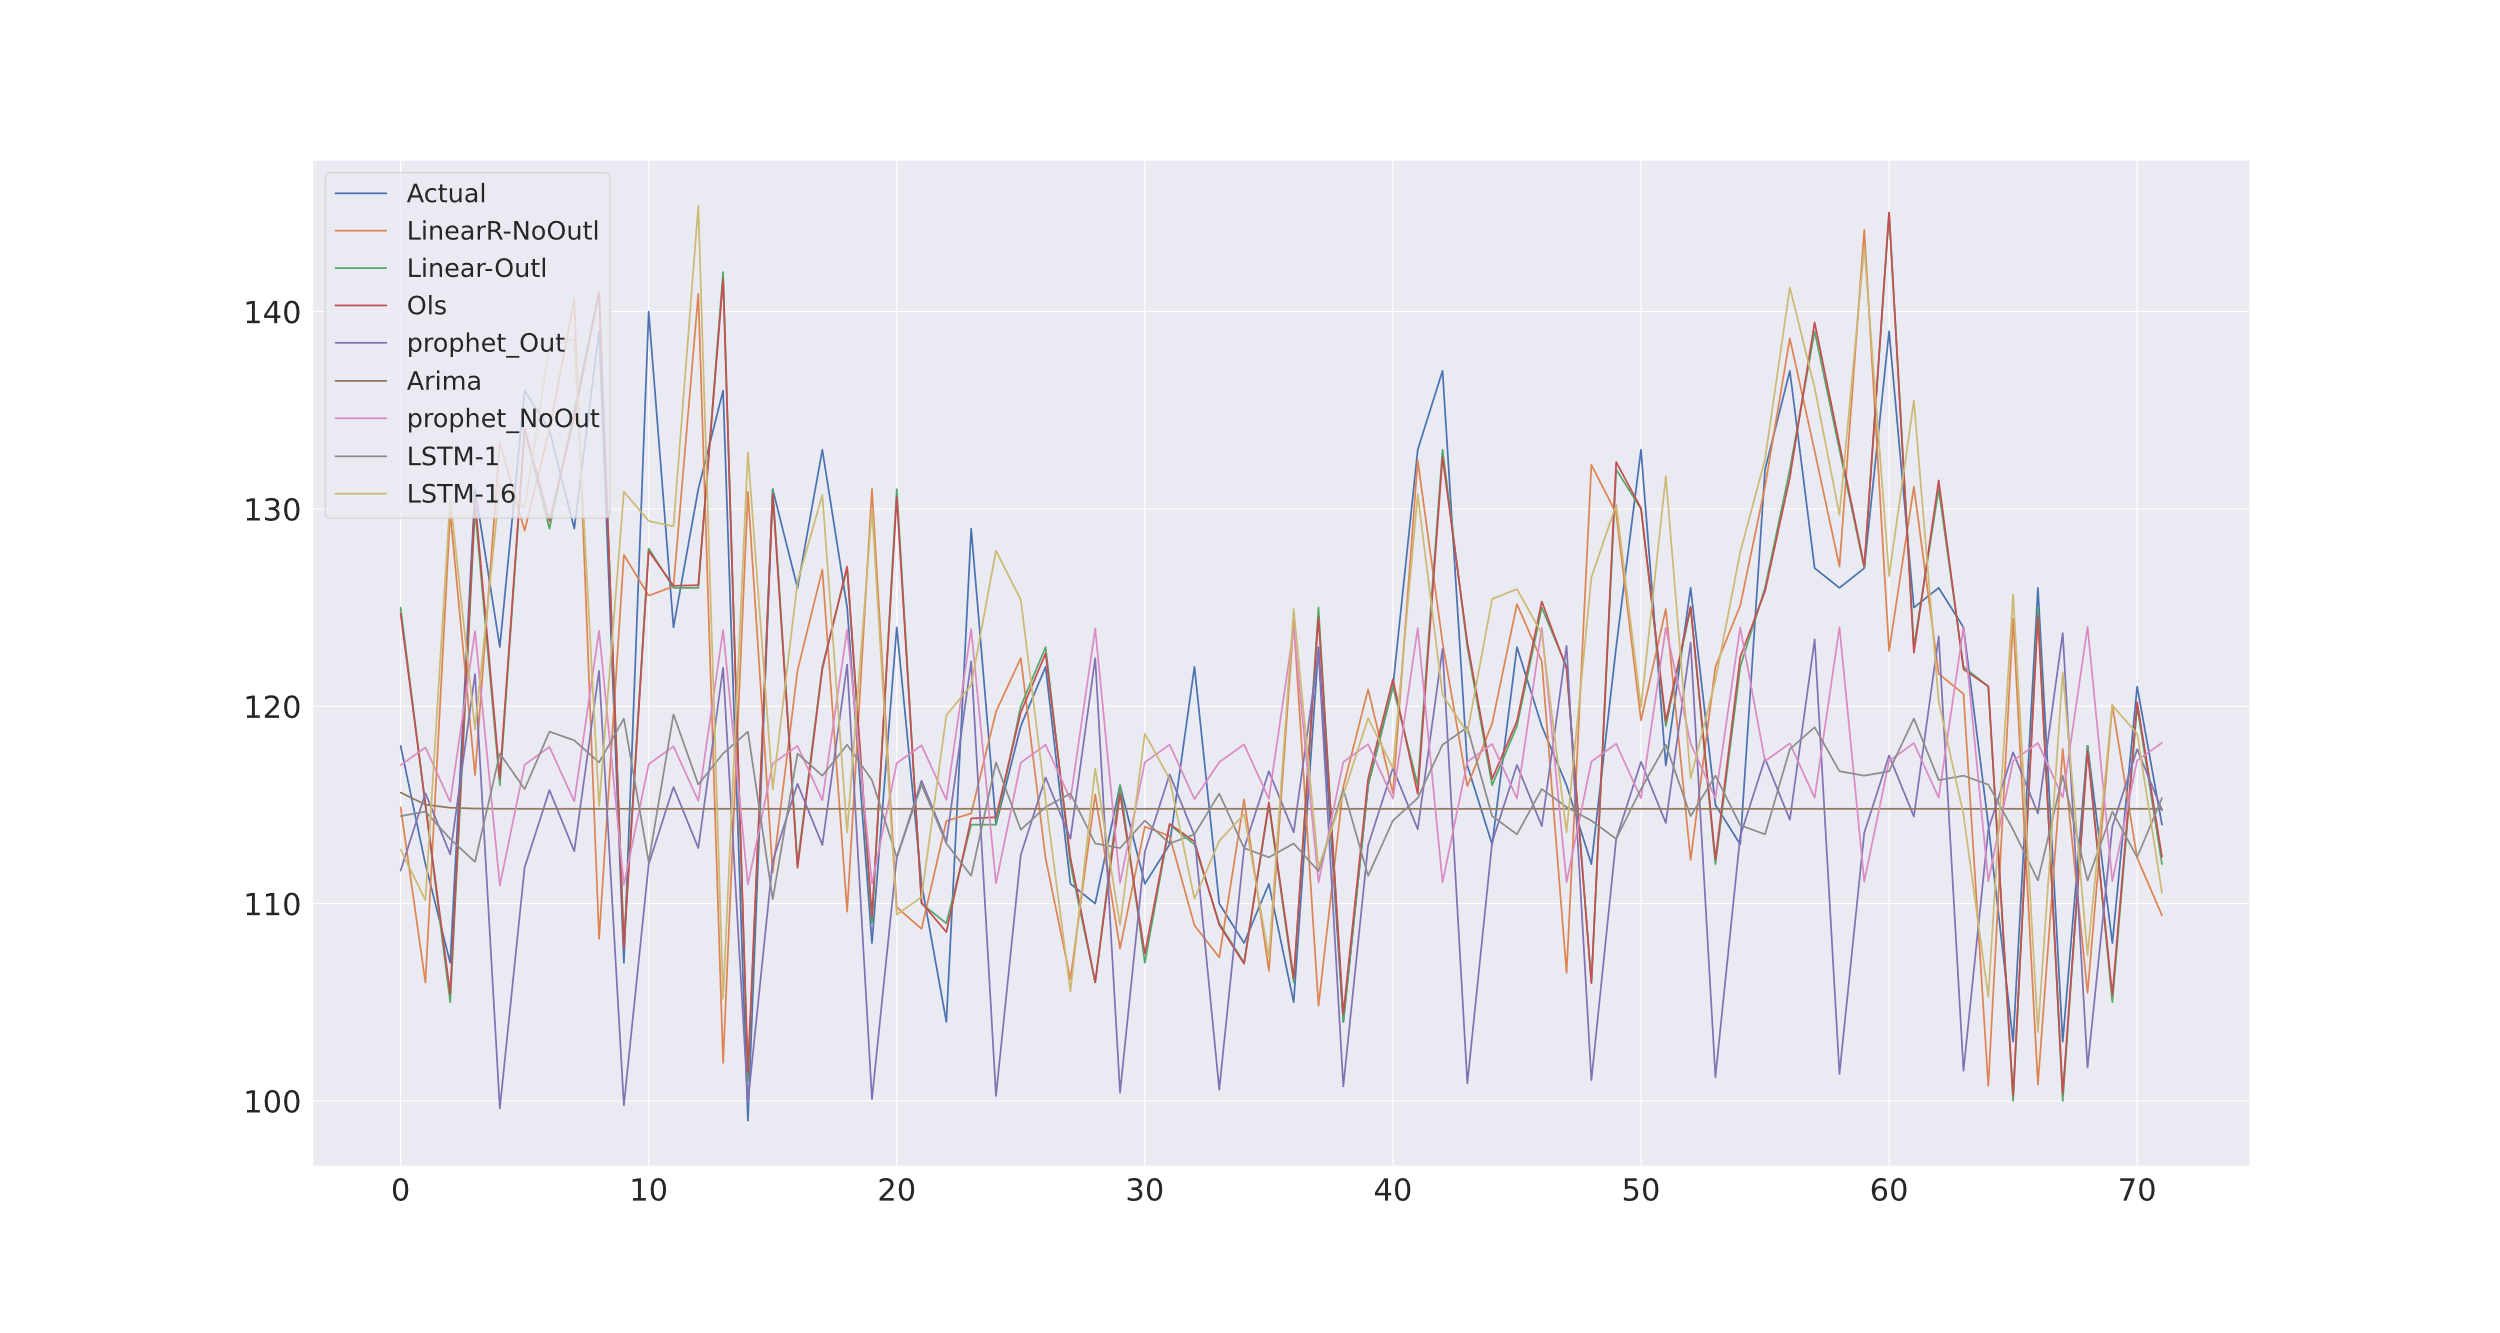 Actual
LinearR-NoOutl
Linear-Outl
Ols
prophet_Out
Arima
prophet_NoOut
LSTM-1
LSTM-16
140
130
120
110
100
0 10 20 30 40 50 60 70